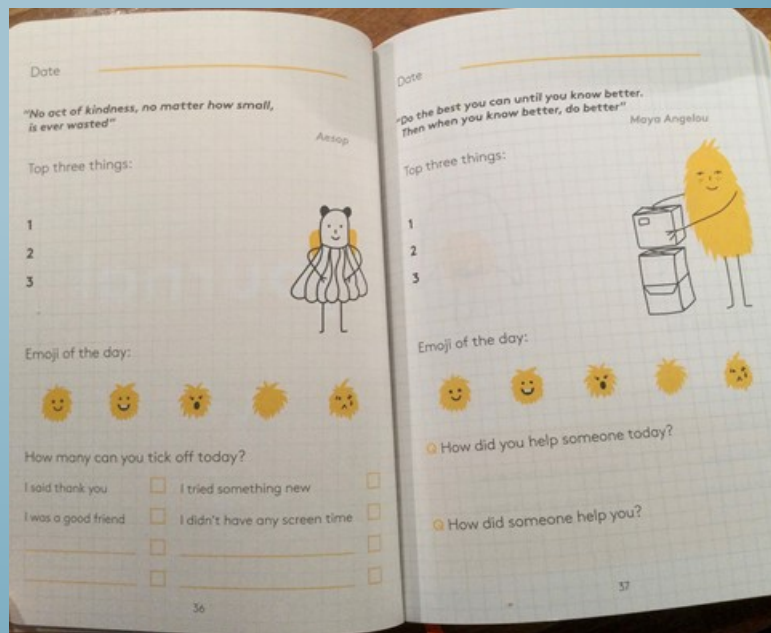 Date
"No act of kindness, no matter how small,
is ever wasted"
Aesop
Top three things:
1
2
3
Emoji of the day:
How many can you tick off today?
I said thank you
I tried something new
I was a good friend
I didn't have any screen time
36
Date
"Do the best you can until you know better.
Then when you know better, do better"
Maya Angelou
Top three things:
1
2
3
Emoji of the day:
Q How did you help someone today?
Q How did someone help you?
37